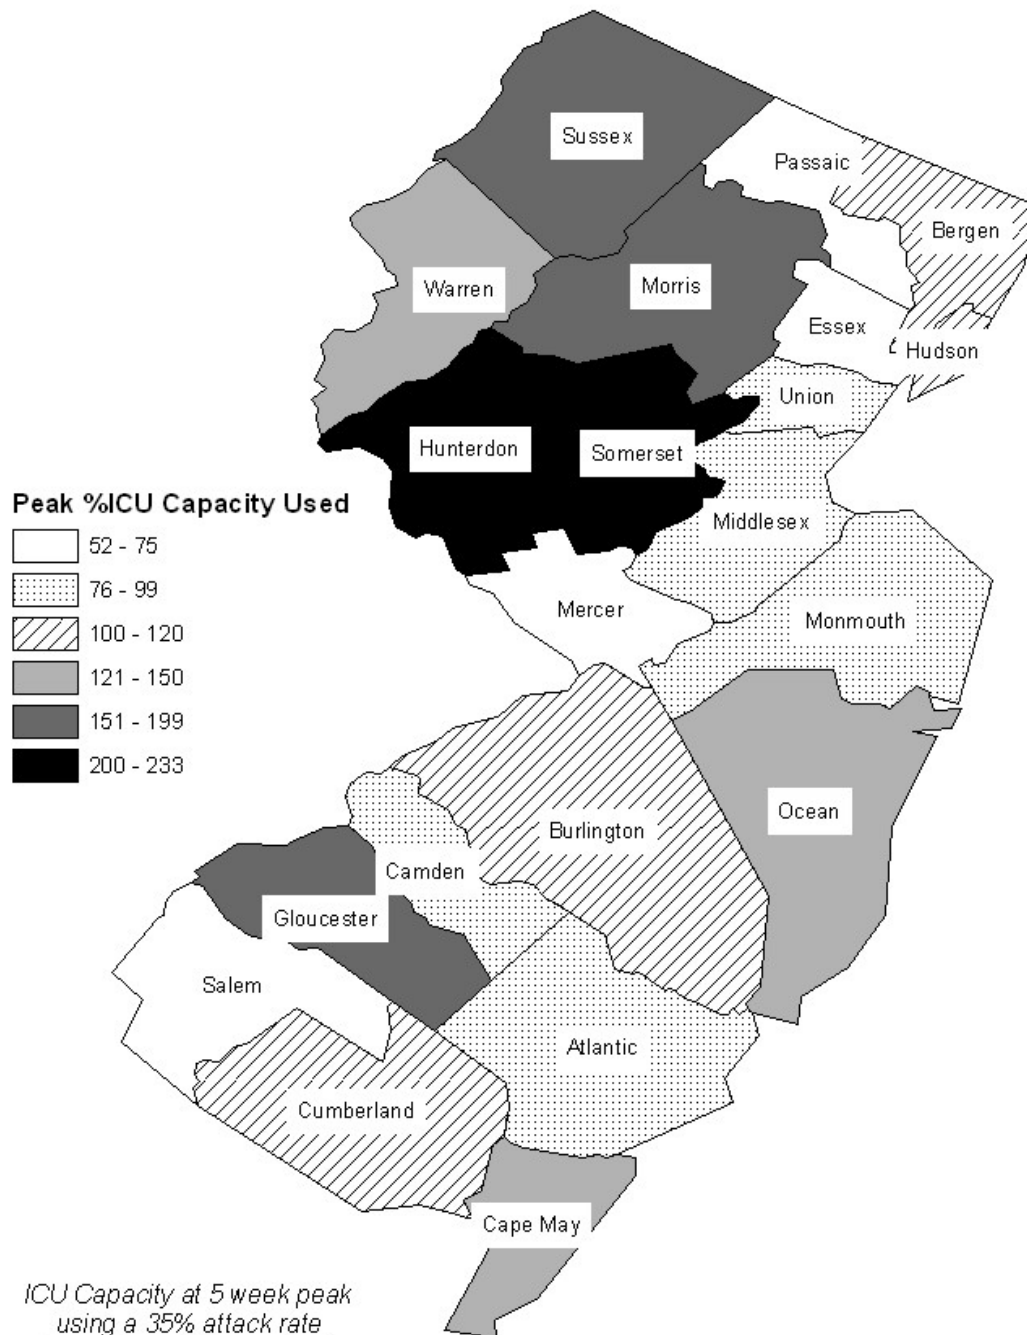 Sussex
Passaic
Bergen
Warren
Morris
Essex
Hudson
Union
Hunterdon
Somerset
Peak %ICU Capacity Used
52 - 75
76 - 99
100 - 120
121 - 150
151 - 199
200 - 233
Middlesex
Mercer
Monmouth
Ocean
Burlington
Camden
Gloucester
Salem
Atlantic
Cumberland
Cape May
ICU Capacity at 5 week peak
using a 35% attack rate